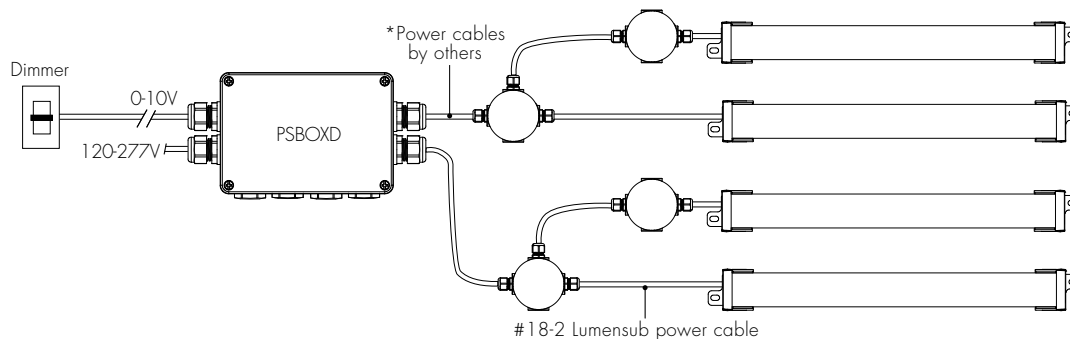 *Power cables
by others
Dimmer
0-10V
PSBOXD
120-277V
#18-2 Lumensub power cable